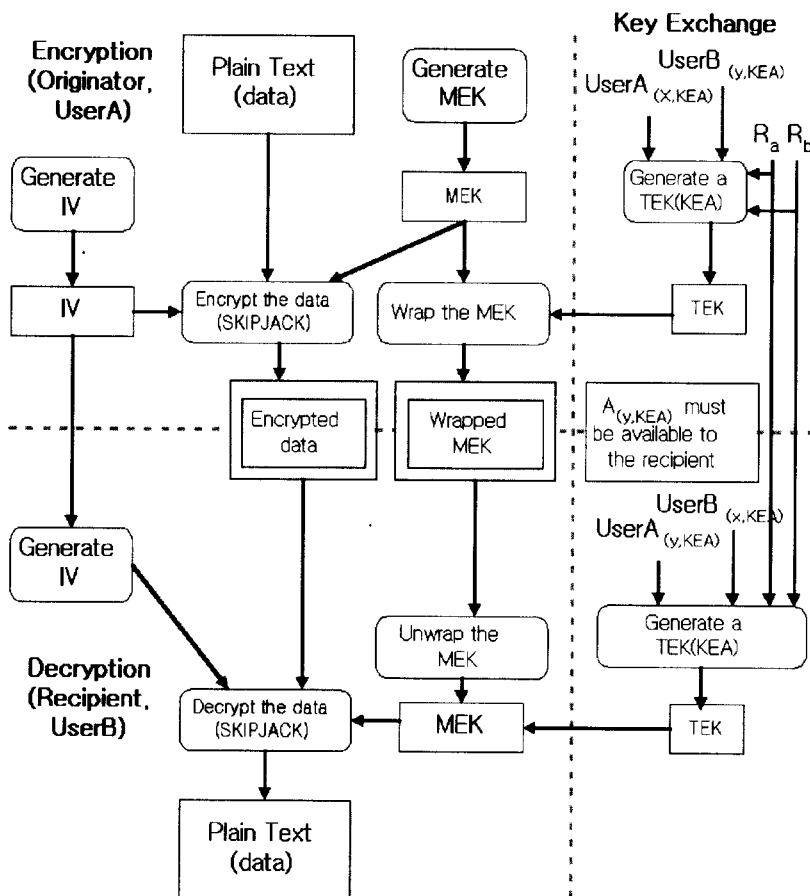 Encryption
(Originator,
UserA)
Plain Text
(data)
Generate
MEK
Key Exchange
UserB (y,KEA)
UserA (X,KEA)
Ra Rb
Generate
IV
MEK
Generate a
TEK(KEA)
IV
Encrypt the data
(SKIPJACK)
Wrap the MEK
TEK
Encrypted
data
Wrapped
MEK
A(y,KEA) must
be available to
the recipient
UserB (x,KEA)
UserA (y,KEA)
Generate
IV
Unwrap the
MEK
Generate a
TEK(KEA)
Decryption
(Recipient,
UserB)
Decrypt the data
(SKIPJACK)
MEK
TEK
Plain Text
(data)